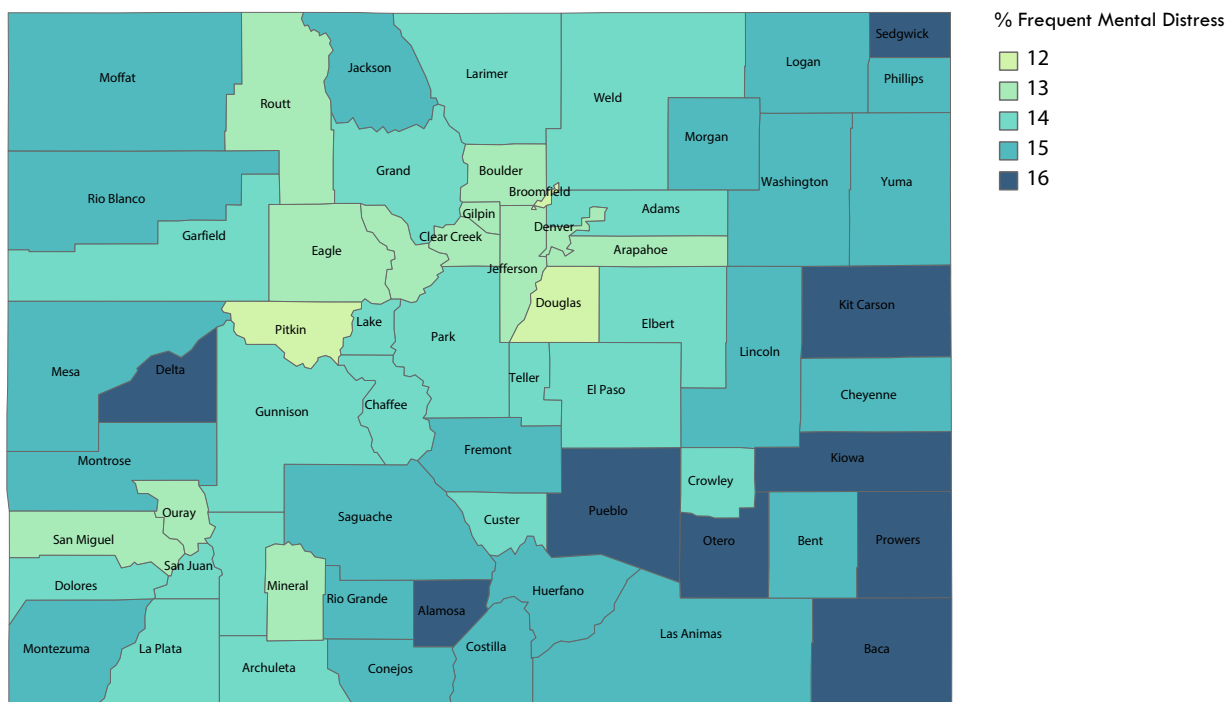 % Frequent Mental Distress
12
13
14
15
16
Sedgwick
Moffat
Jackson
Larimer
Logan
Phillips
Routt
Weld
Morgan
Grand
Boulder
Washington
Yuma
Rio Blanco
Broomfield
Gilpin
Adams
Garfield
Clear Creek
Denver
Eagle
Arapahoe
Jefferson
Douglas
Kit Carson
Pitkin
Lake
Elbert
Park
Lincoln
Mesa
Delta
Teller
El Paso
Cheyenne
Gunnison
Chaffee
Fremont
Montrose
Kiowa
Crowley
Ouray
Saguache
Custer
Pueblo
San Miguel
Otero
Bent
Prowers
San Juan
Dolores
Mineral
Rio Grande
Huerfano
Alamosa
Las Animas
Montezuma
La Plata
Costilla
Baca
Archuleta
Conejos